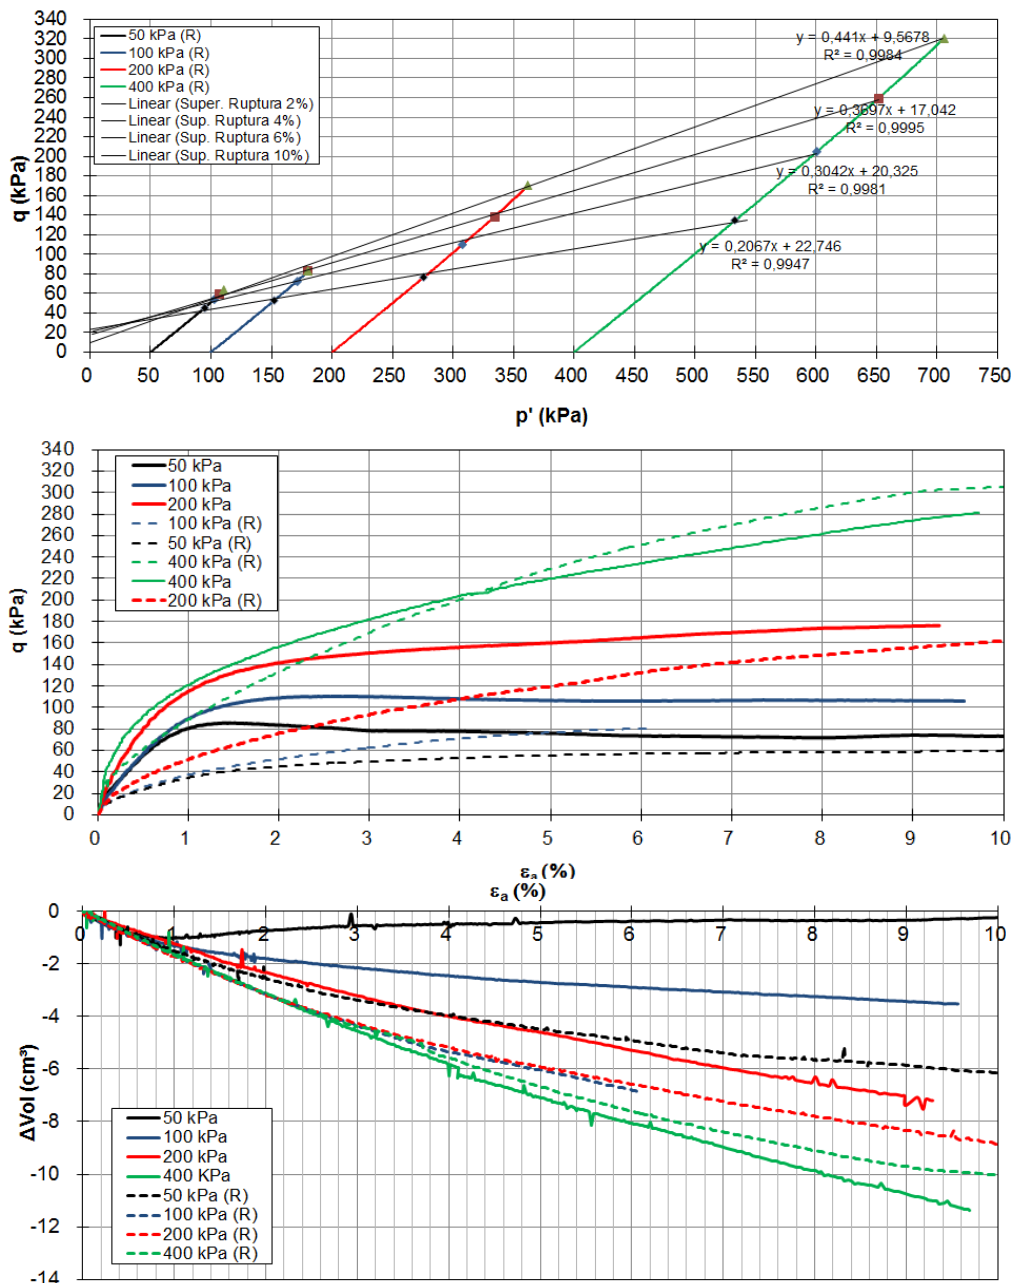 340
320
300
280
260
240
220
200
180
160
140
120
100
80
60
40
20
0
q (kPa)
50 kPa (R)
100 kPa (R)
200 kPa (R)
400 kPa (R)
Linear (Super. Ruptura 2%)
Linear (Sup. Ruptura 4%)
Linear (Sup. Ruptura 6%)
Linear (Sup. Ruptura 10%)
y = 0,441x + 9,5678
R² = 0,9984
y = 0,3697x + 17,042
R² = 0,9995
y = 0,3042x + 20,325
R² = 0,9981
y = 0,2067x + 22,746
R² = 0,9947
0 50 100 150 200 250 300 350 400 450 500 550 600 650 700 750
p' (kPa)
340
320
300
280
260
240
220
200
180
160
140
120
100
80
60
40
20
0
q (kPa)
50 kPa
100 kPa
200 kPa
100 kPa (R)
50 kPa (R)
400 kPa (R)
400 kPa
200 kPa (R)
0 1 2 3 4 5 6 7 8 9 10
εa (%)
εa (%)
0 1 2 3 4 5 6 7 8 9 10
0
-2
-4
-6
-8
-10
-12
-14
ΔVol (cm³)
50 kPa
100 kPa
200 kPa
400 KPa
50 kPa (R)
100 kPa (R)
200 kPa (R)
400 kPa (R)